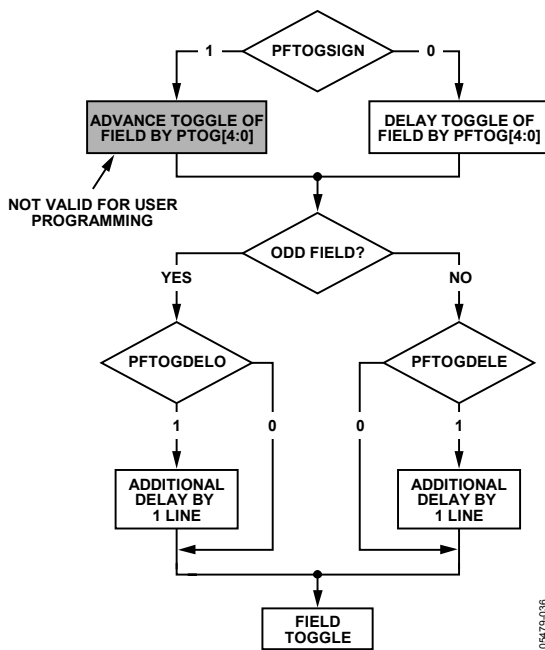 PFTOGSIGN
1
0
ADVANCE TOGGLE OF
FIELD BY PTOG[4:0]
DELAY TOGGLE OF
FIELD BY PFTOG[4:0]
NOT VALID FOR USER
PROGRAMMING
ODD FIELD?
YES
NO
PFTOGDELO
PFTOGDELE
1
0
0
1
ADDITIONAL
DELAY BY
1 LINE
ADDITIONAL
DELAY BY
1 LINE
FIELD
TOGGLE
05479-036